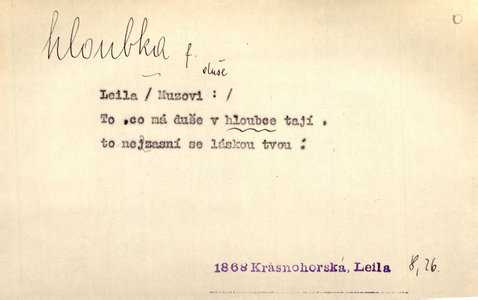 hloubka f.
duše
Leila / Muzovi : /
To , co má duše v hloubce tají ,
to nejzasní se láskou tvou :
1868 Krásnohorská, Leila 8, 26.